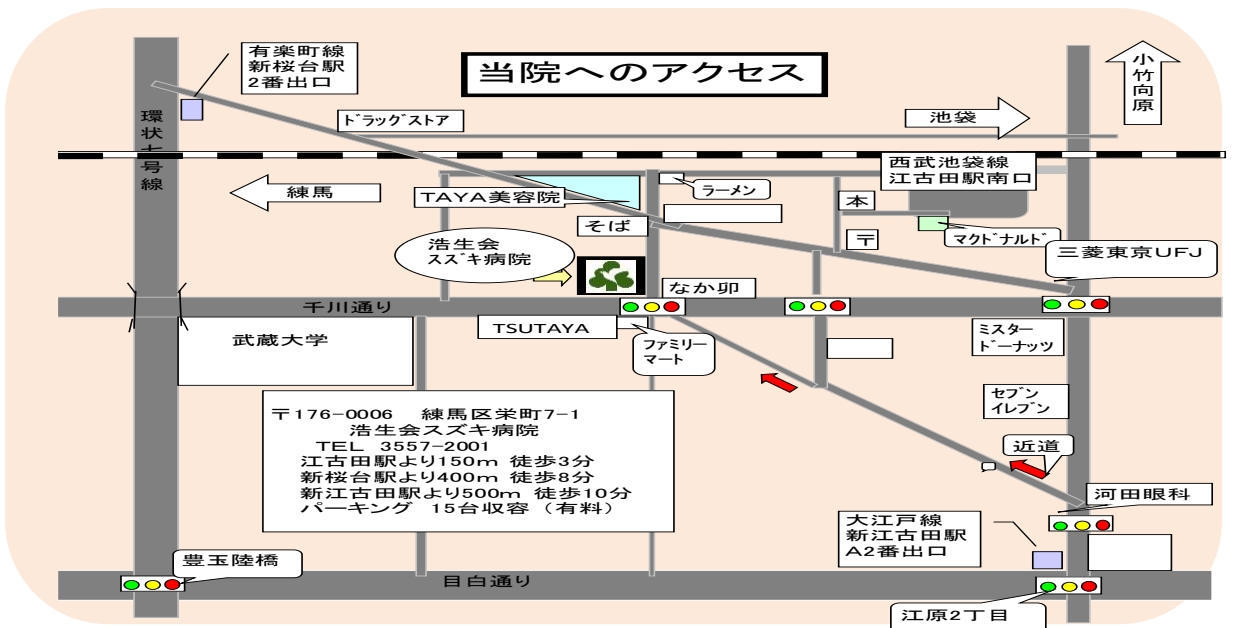 有楽町線
新桜台駅
2番出口
当院へのアクセス
小竹向原
環状七号線
ドラッグストア
池袋
西武池袋線
江古田駅南口
練馬
TAYA美容院
ラーメン
本
そば
〒
マクドナルド
浩生会
スズキ病院
三菱東京UFJ
なか卯
千川通り
TSUTAYA
ファミリー
マート
ミスター
ドーナッツ
武蔵大学
セブン
イレブン
〒176-0006 練馬区栄町7-1
浩生会スズキ病院
TEL 3557-2001
江古田駅より150m 徒歩3分
新桜台駅より400m 徒歩8分
新江古田駅より500m 徒歩10分
パーキング 15台収容（有料）
近道
河田眼科
大江戸線
新江古田駅
A2番出口
豊玉陸橋
目白通り
江原2丁目